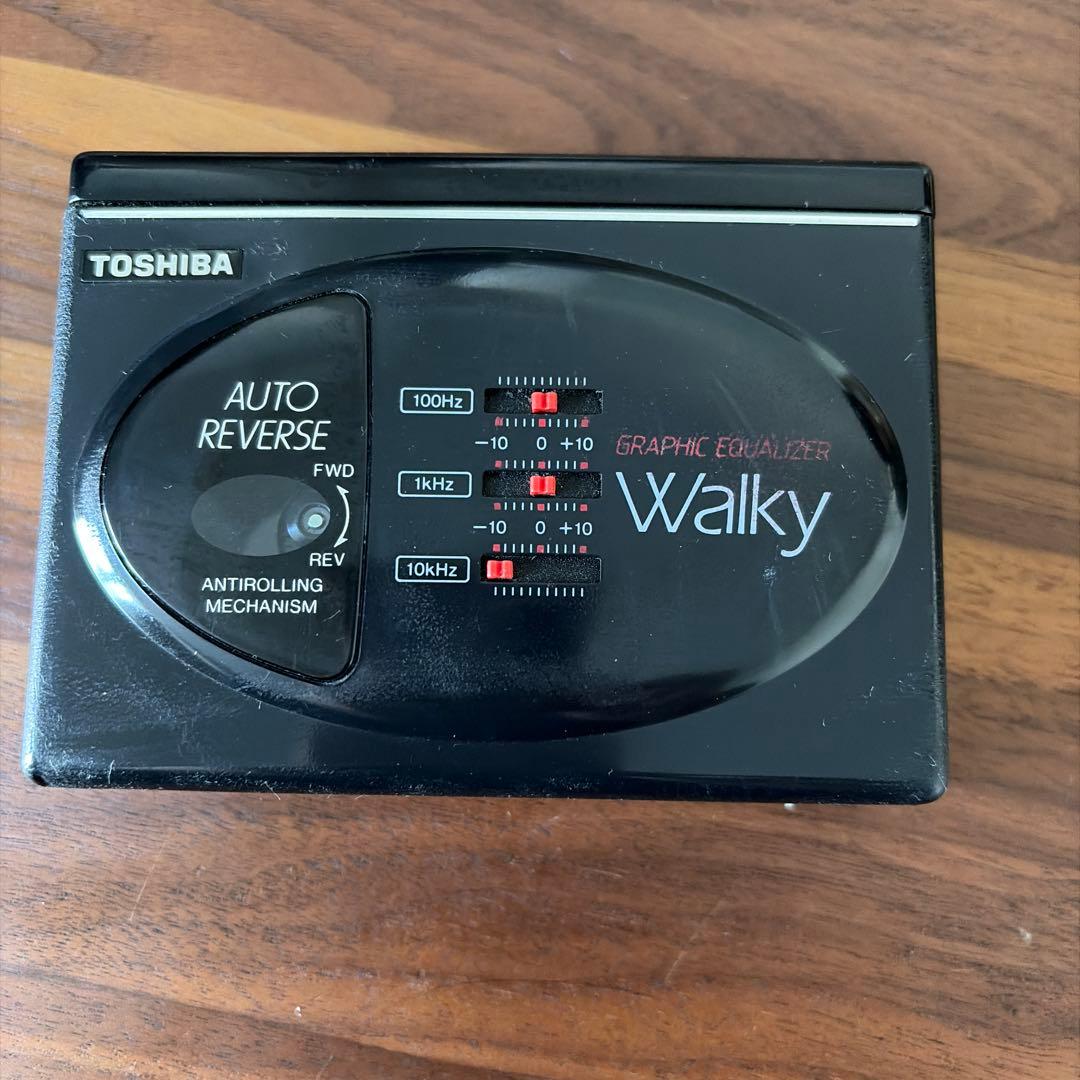 TOSHIBA
AUTO
REVERSE
FWD
REV
ANTIROLLING
MECHANISM
100Hz
−10 0 +10
1kHz
−10 0 +10
10kHz
GRAPHIC EQUALIZER
Walky